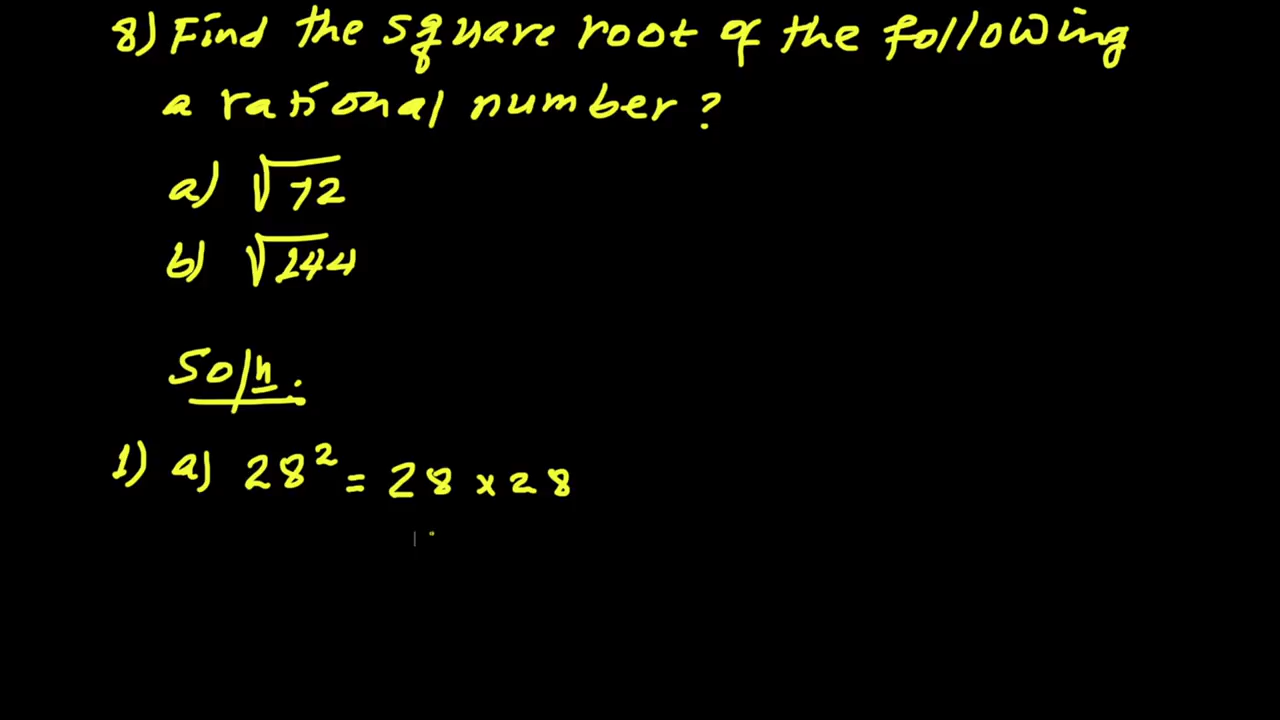 8) Find the square root of the following
a rational number?
a) √72
b) √244
Soln.
1) a) 28² = 28 × 28